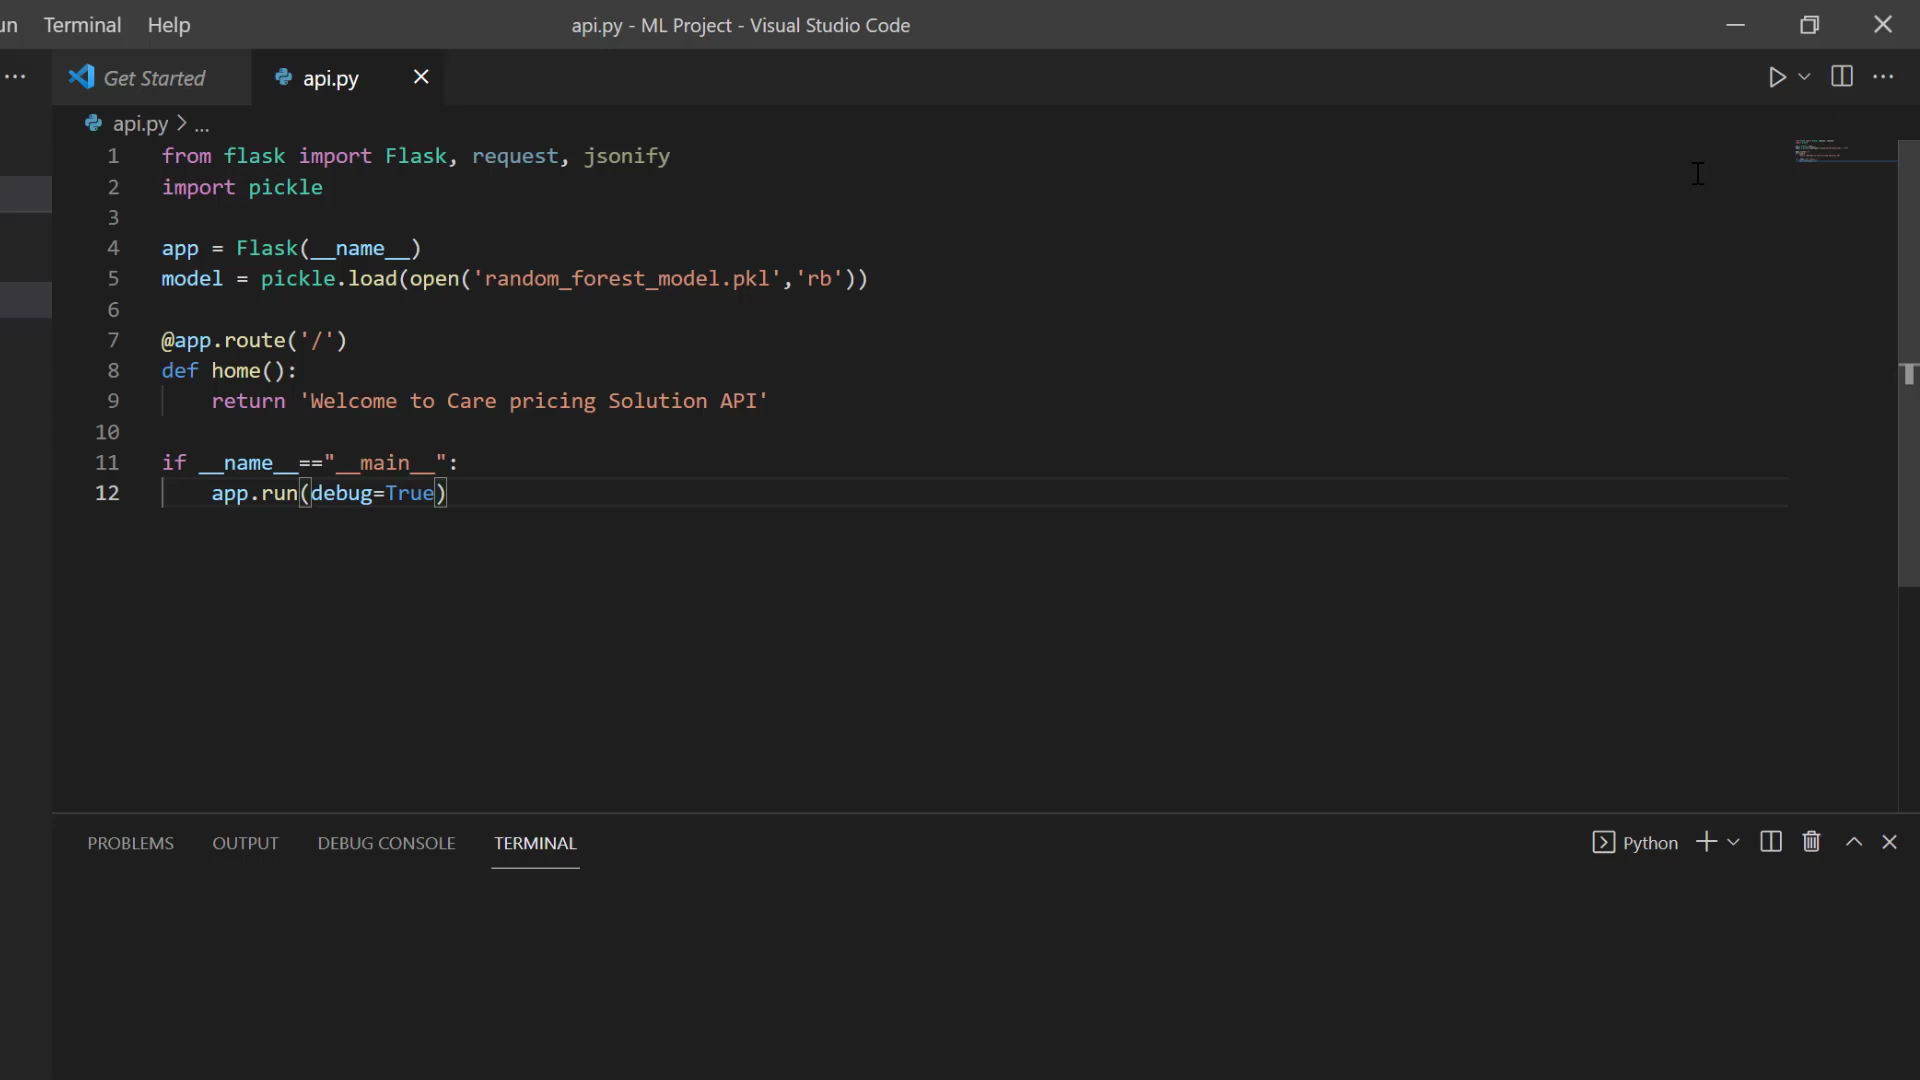 un Terminal Help api.py - ML Project - Visual Studio Code
··· Get Started api.py
api.py > ...
1 from flask import Flask, request, jsonify
2 import pickle
3
4 app = Flask(__name__)
5 model = pickle.load(open('random_forest_model.pkl','rb'))
6
7 @app.route('/')
8 def home():
9 return 'Welcome to Care pricing Solution API'
10
11 if __name__=="__main__":
12 app.run(debug=True)
PROBLEMS OUTPUT DEBUG CONSOLE TERMINAL Python